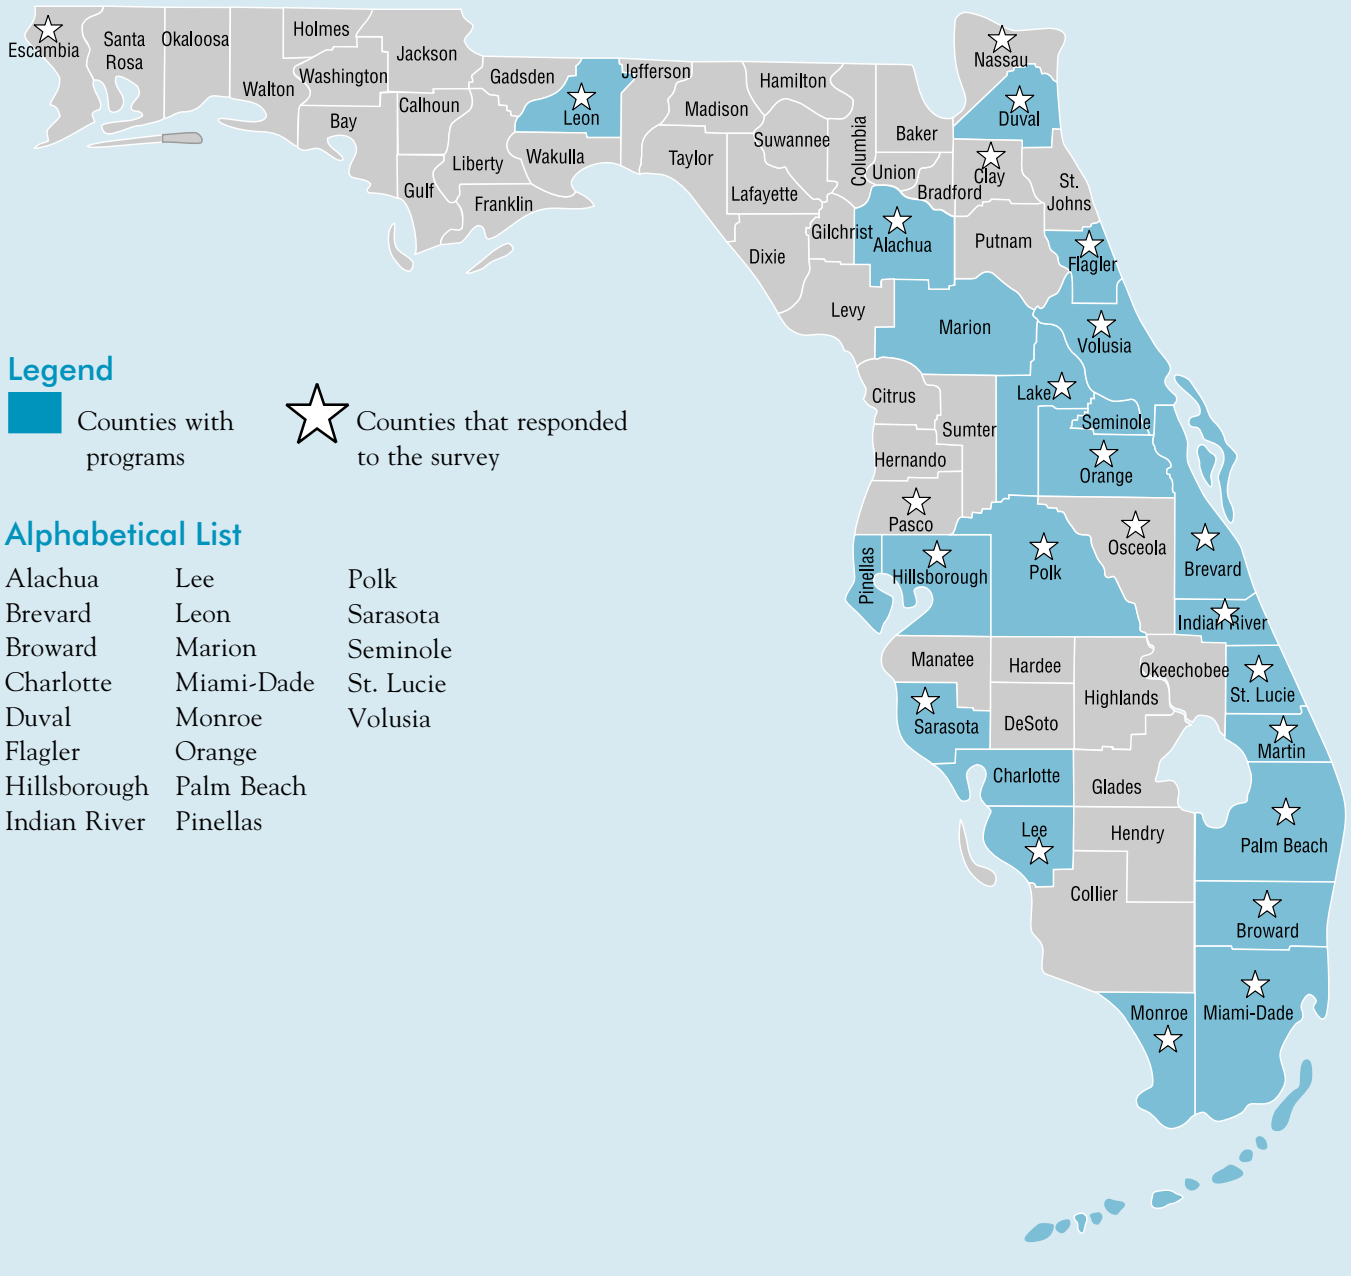 Escambia
Santa
Rosa
Okaloosa
Walton
Holmes
Washington
Bay
Jackson
Calhoun
Gulf
Gadsden
Liberty
Franklin
Leon
Wakulla
Jefferson
Madison
Taylor
Hamilton
Suwannee
Lafayette
Dixie
Columbia
Gilchrist
Levy
Baker
Union
Bradford
Alachua
Nassau
Duval
Clay
St.
Johns
Putnam
Flagler
Marion
Volusia
Citrus
Sumter
Lake
Seminole
Hernando
Orange
Pasco
Osceola
Pinellas
Hillsborough
Polk
Brevard
Indian River
Manatee
Hardee
Highlands
Okeechobee
St. Lucie
Sarasota
DeSoto
Martin
Charlotte
Glades
Lee
Hendry
Palm Beach
Collier
Broward
Monroe
Miami-Dade
Legend
Counties with
programs
Counties that responded
to the survey
Alphabetical List
Alachua
Brevard
Broward
Charlotte
Duval
Flagler
Hillsborough
Indian River
Lee
Leon
Marion
Miami-Dade
Monroe
Orange
Palm Beach
Pinellas
Polk
Sarasota
Seminole
St. Lucie
Volusia